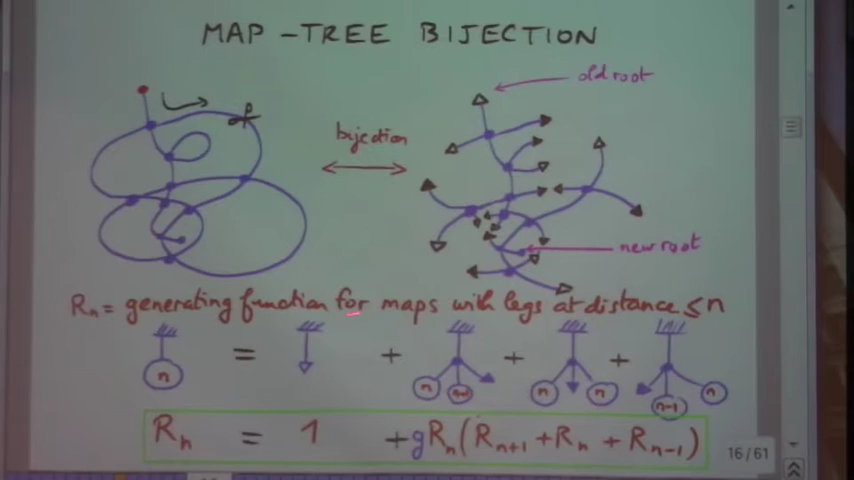 MAP - TREE BIJECTION
old root
bijection
new root
Rn = generating function for maps with legs at distance ≤ n
n = + n + n n + n-1 n
Rn = 1 + gRn(Rn+1 + Rn + Rn-1)
16/61